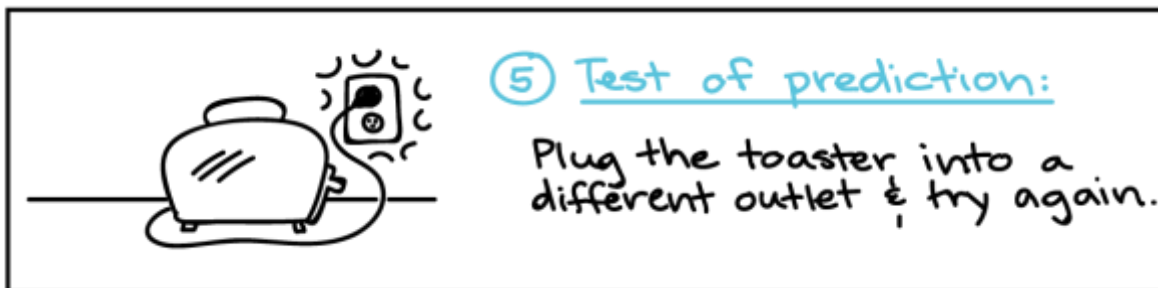 ⑤ Test of prediction:
Plug the toaster into a
different outlet & try again.